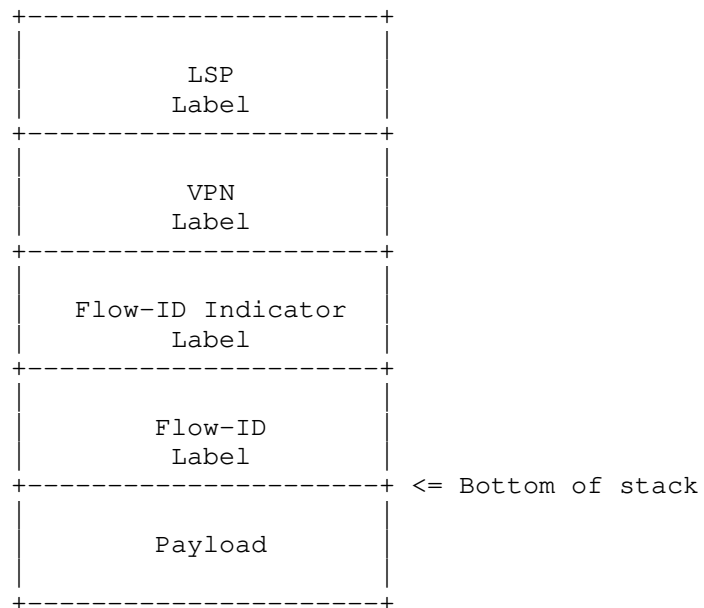 LSP
Label
VPN
Label
Flow-ID Indicator
Label
Flow-ID
Label
<= Bottom of stack
Payload